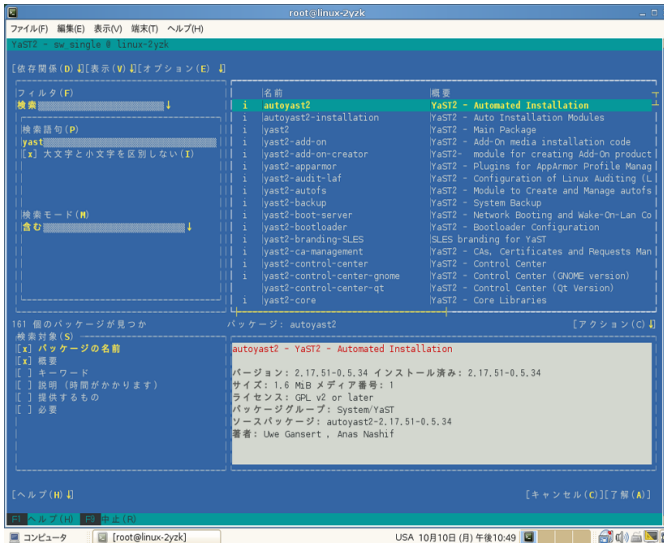 root@linux-2yzk
ファイル(F) 編集(E) 表示(V) 端末(T) ヘルプ(H)
YaST2 - sw_single @ linux-2yzk
[依存関係(D)↓][表示(V)↓][オプション(E) ↓]
フィルタ(F)
検索 ↓
検索語句(P)
yast
[x] 大文字と小文字を区別しない(I)
検索モード(M)
含む ↓
名前 概要
i autoyast2 YaST2 - Automated Installation
i autoyast2-installation YaST2 - Auto Installation Modules
i yast2 YaST2 - Main Package
i yast2-add-on YaST2 - Add-On media installation code
i yast2-add-on-creator YaST2- module for creating Add-On product
i yast2-apparmor YaST2 - Plugins for AppArmor Profile Manag
i yast2-audit-laf YaST2 - Configuration of Linux Auditing (L
i yast2-autofs YaST2 - Module to Create and Manage autofs
i yast2-backup YaST2 - System Backup
i yast2-boot-server YaST2 - Network Booting and Wake-On-Lan Co
i yast2-bootloader YaST2 - Bootloader Configuration
i yast2-branding-SLES SLES branding for YaST
i yast2-ca-management YaST2 - CAs, Certificates and Requests Man
i yast2-control-center YaST2 - Control Center
i yast2-control-center-gnome YaST2 - Control Center (GNOME version)
yast2-control-center-qt YaST2 - Control Center (Qt Version)
i yast2-core YaST2 - Core Libraries
161 個のパッケージが見つか
パッケージ: autoyast2 [アクション(C)↓]
検索対象(S)
[x] パッケージの名前
[x] 概要
[ ] キーワード
[ ] 説明 (時間がかかります)
[ ] 提供するもの
[ ] 必要
autoyast2 - YaST2 - Automated Installation
バージョン: 2.17.51-0.5.34 インストール済み: 2.17.51-0.5.34
サイズ: 1.6 MiB メディア番号: 1
ライセンス: GPL v2 or later
パッケージグループ: System/YaST
ソースパッケージ: autoyast2-2.17.51-0.5.34
著者: Uwe Gansert , Anas Nashif
[ヘルプ(H)↓] [キャンセル(C)][了解(A)]
F1 ヘルプ(H) F9 中止(R)
コンピュータ [root@linux-2yzk] USA 10月10日 (月) 午後10:49